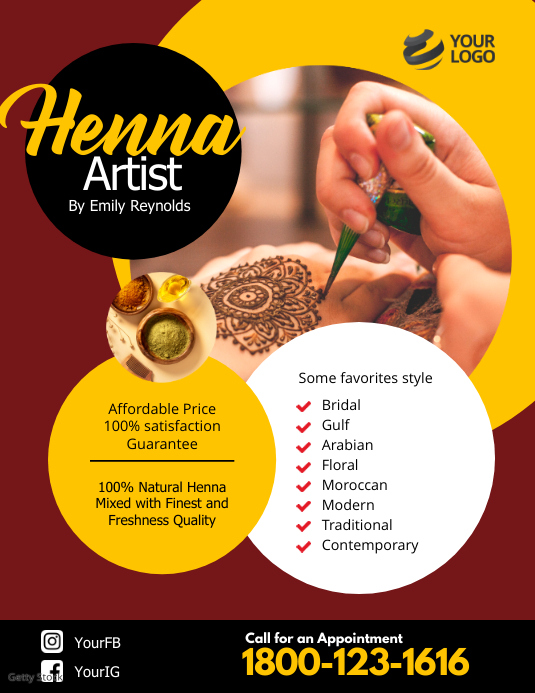 YOUR
LOGO
Henna
Artist
By Emily Reynolds
Affordable Price
100% satisfaction
Guarantee
100% Natural Henna
Mixed with Finest and
Freshness Quality
Some favorites style
Bridal
Gulf
Arabian
Floral
Moroccan
Modern
Traditional
Contemporary
YourFB
YourIG
Getty Stock
Call for an Appointment
1800-123-1616